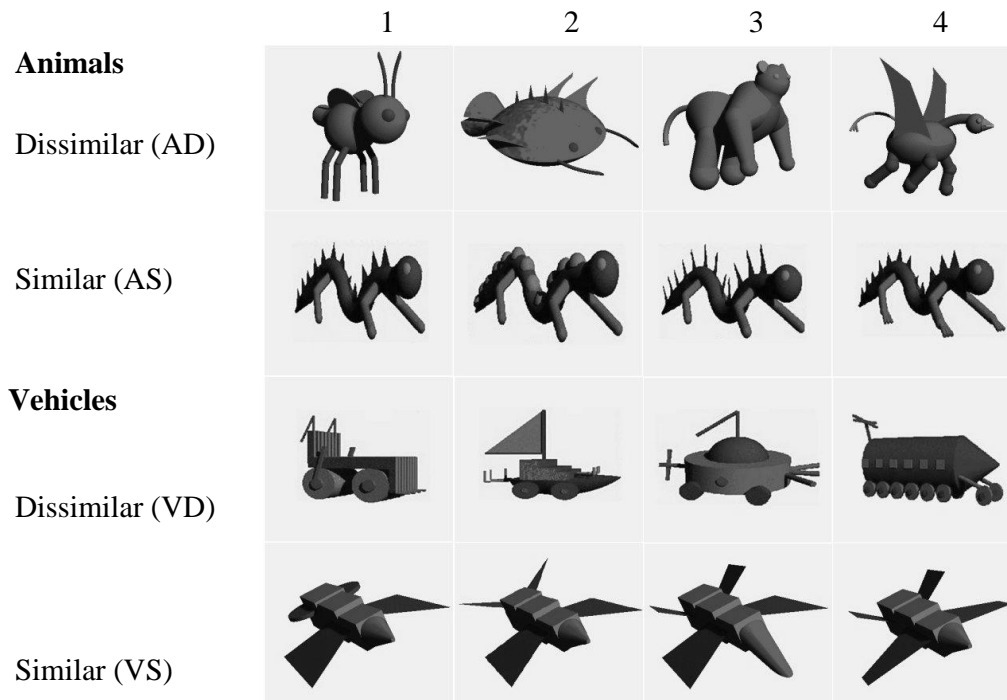 1 2 3 4
Animals
Dissimilar (AD)
Similar (AS)
Vehicles
Dissimilar (VD)
Similar (VS)